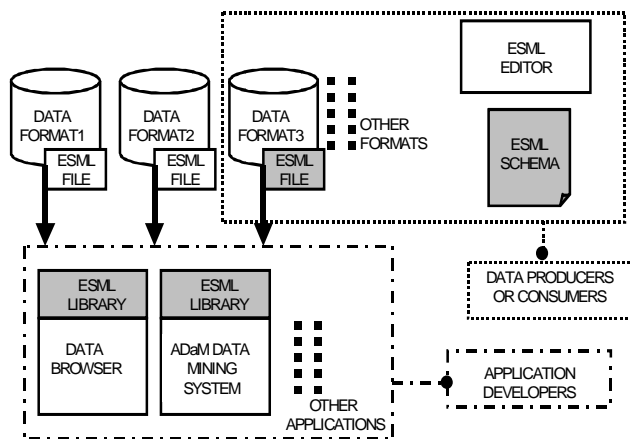 ESML
EDITOR
DATA
FORMAT1
DATA
FORMAT2
DATA
FORMAT3
OTHER
FORMATS
ESML
FILE
ESML
FILE
ESML
FILE
ESML
SCHEMA
DATA PRODUCERS
OR CONSUMERS
ESML
LIBRARY
ESML
LIBRARY
DATA
BROWSER
ADaM DATA
MINING
SYSTEM
OTHER
APPLICATIONS
APPLICATION
DEVELOPERS